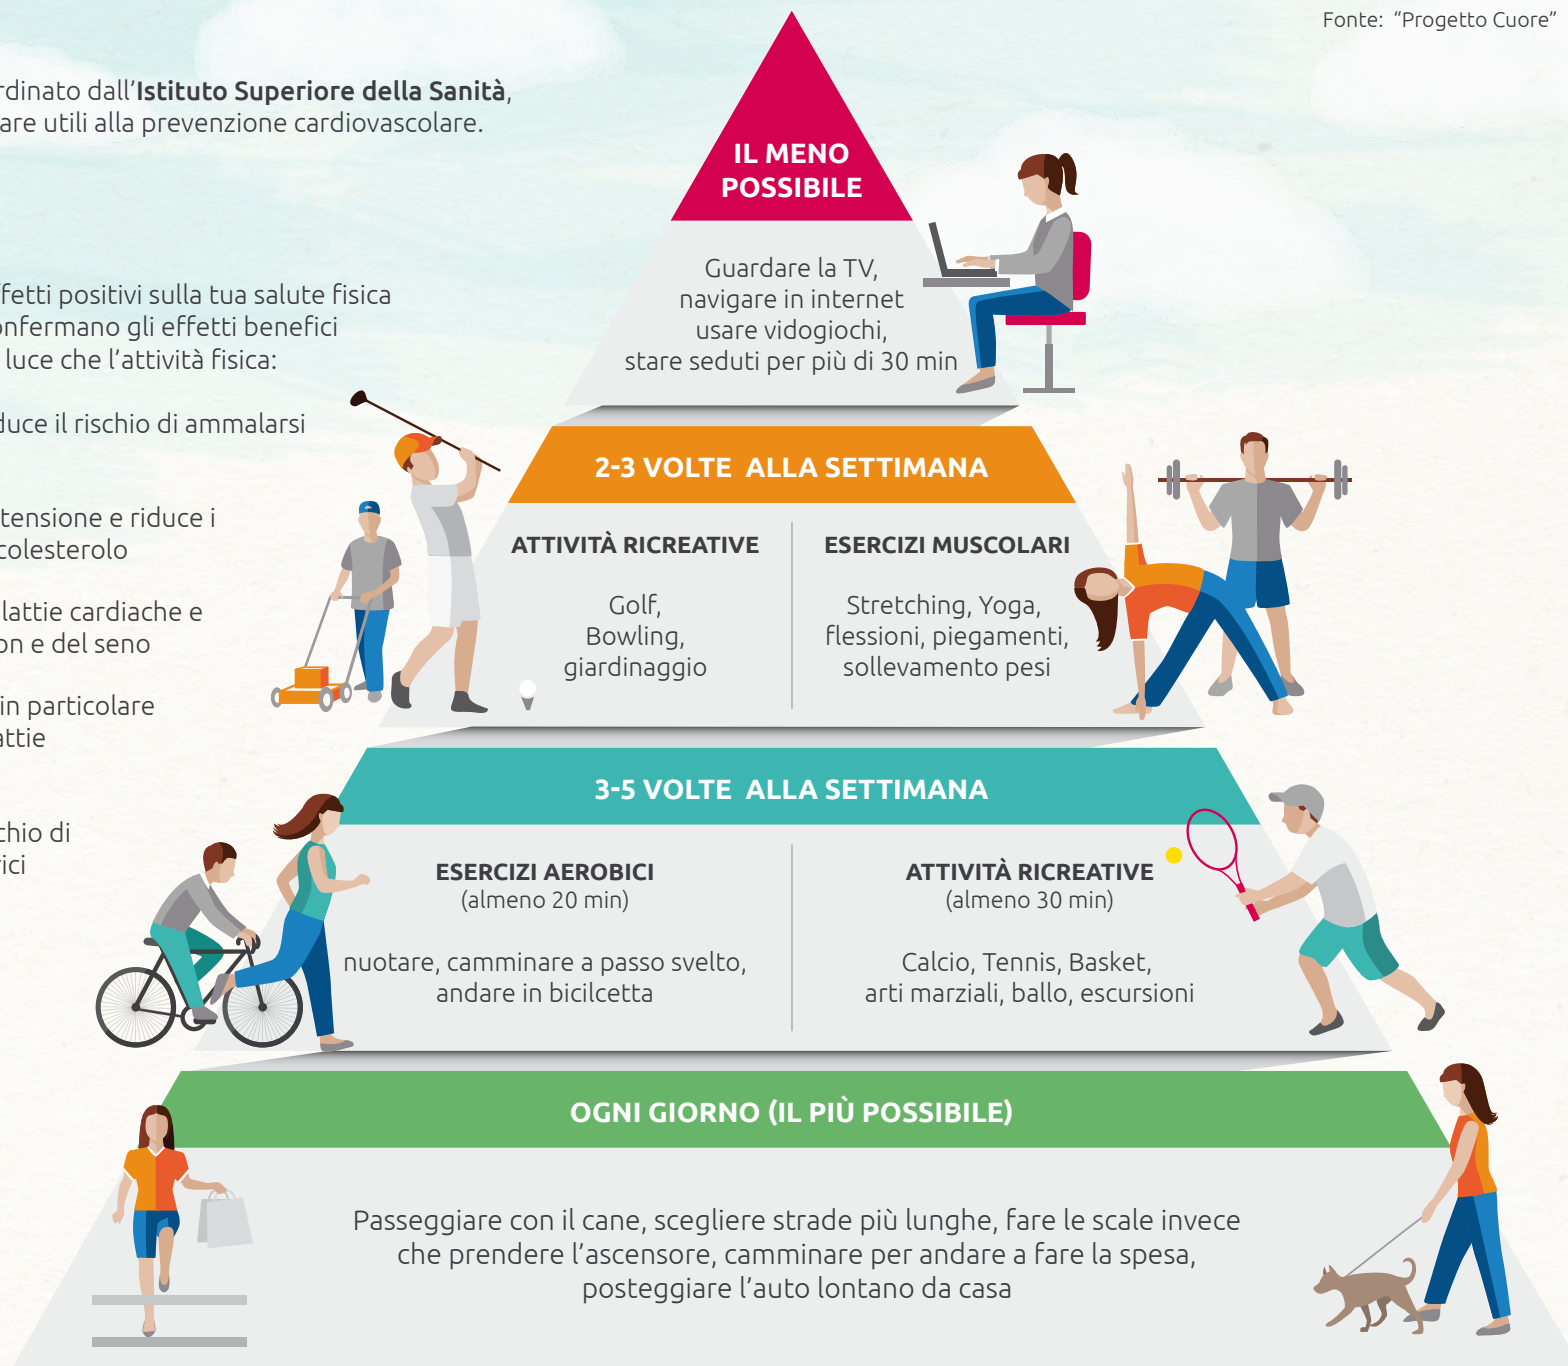 Fonte: “Progetto Cuore”
rdinato dall’Istituto Superiore della Sanità,
are utili alla prevenzione cardiovascolare.
ffetti positivi sulla tua salute fisica
onfermano gli effetti benefici
luce che l’attività fisica:
duce il rischio di ammalarsi
tensione e riduce i
colesterolo
lattie cardiache e
on e del seno
in particolare
attie
chio di
ici
IL MENO
POSSIBILE
Guardare la TV,
navigare in internet
usare vidogiochi,
stare seduti per più di 30 min
2-3 VOLTE ALLA SETTIMANA
ATTIVITÀ RICREATIVE
Golf,
Bowling,
giardinaggio
ESERCIZI MUSCOLARI
Stretching, Yoga,
flessioni, piegamenti,
sollevamento pesi
3-5 VOLTE ALLA SETTIMANA
ESERCIZI AEROBICI
(almeno 20 min)
nuotare, camminare a passo svelto,
andare in bicilcetta
ATTIVITÀ RICREATIVE
(almeno 30 min)
Calcio, Tennis, Basket,
arti marziali, ballo, escursioni
OGNI GIORNO (IL PIÙ POSSIBILE)
Passeggiare con il cane, scegliere strade più lunghe, fare le scale invece
che prendere l’ascensore, camminare per andare a fare la spesa,
posteggiare l’auto lontano da casa